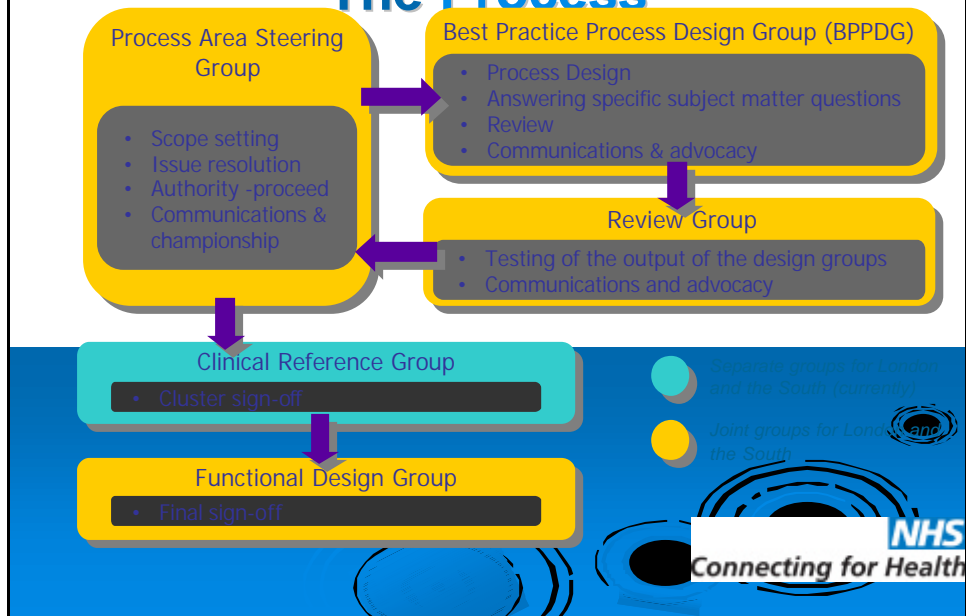 The Process
Process Area Steering
Group
• Scope setting
• Issue resolution
• Authority -proceed
• Communications &
championship
Best Practice Process Design Group (BPPDG)
• Process Design
• Answering specific subject matter questions
• Review
• Communications & advocacy
Review Group
• Testing of the output of the design groups
• Communications and advocacy
Clinical Reference Group
• Cluster sign-off
Functional Design Group
• Final sign-off
Separate groups for London
and the South (currently)
Joint groups for London and
the South
NHS
Connecting for Health